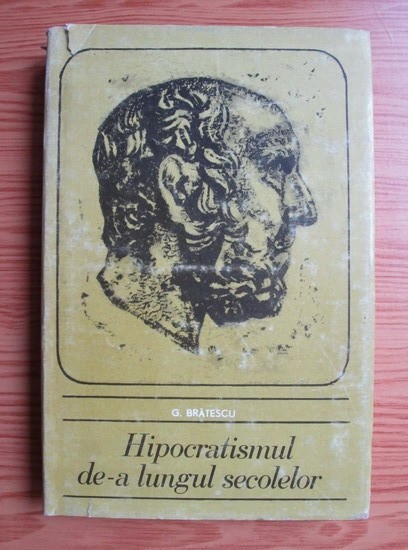 G. BRĂTESCU
Hipocratismul
de-a lungul secolelor